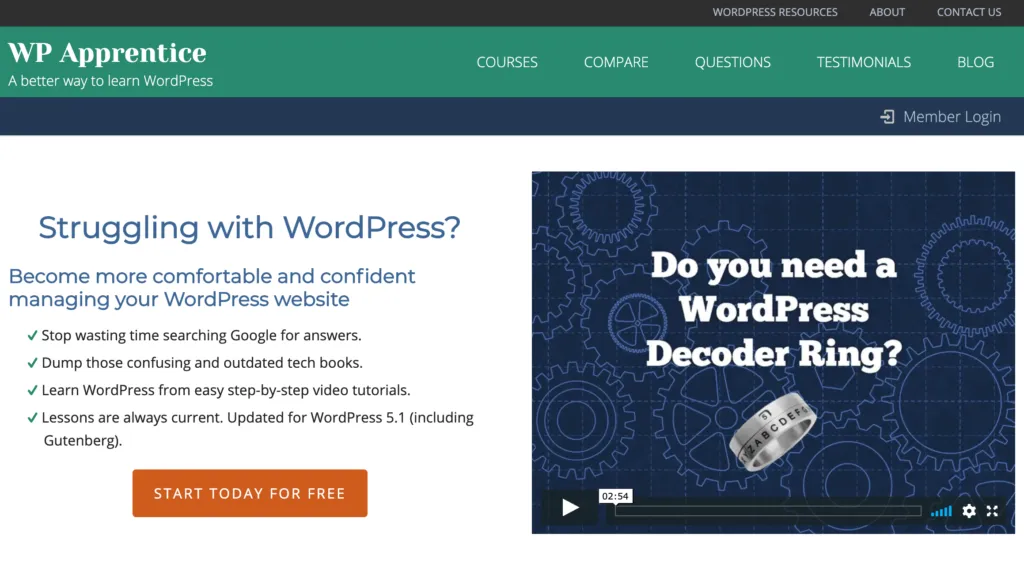 WORDPRESS RESOURCES ABOUT CONTACT US
WP Apprentice
A better way to learn WordPress
COURSES COMPARE QUESTIONS TESTIMONIALS BLOG
Member Login
Struggling with WordPress?
Become more comfortable and confident
managing your WordPress website
✓ Stop wasting time searching Google for answers.
✓ Dump those confusing and outdated tech books.
✓ Learn WordPress from easy step-by-step video tutorials.
✓ Lessons are always current. Updated for WordPress 5.1 (including
Gutenberg).
START TODAY FOR FREE
Do you need a
WordPress
Decoder Ring?
ZABCDEF
02:54